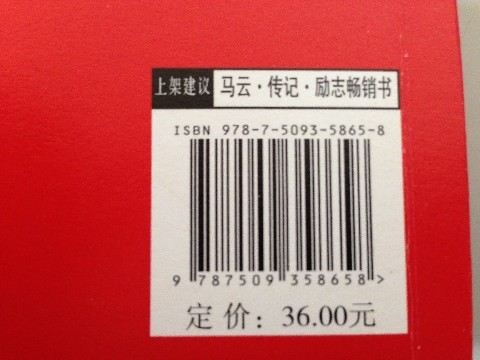 上架建议 马云·传记·励志畅销书
ISBN 978-7-5093-5865-8
9 787509 358658 >
定价：36.00元